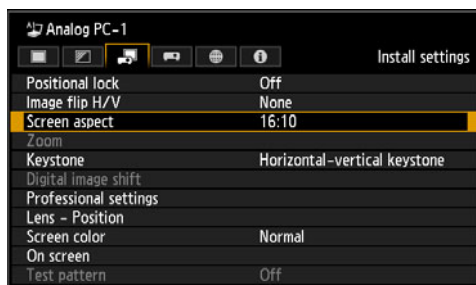 Analog PC-1
Install settings
Positional lock Off
Image flip H/V None
Screen aspect 16:10
Zoom
Keystone Horizontal-vertical keystone
Digital image shift
Professional settings
Lens - Position
Screen color Normal
On screen
Test pattern Off